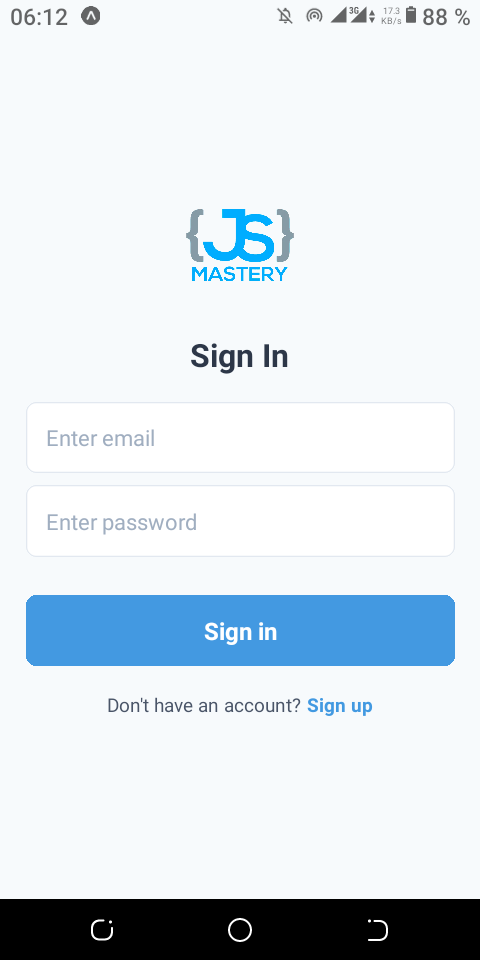 06:12 3G 17.3 88 %
KB/s
{JS}
MASTERY
Sign In
Enter email
Enter password
Sign in
Don't have an account? Sign up